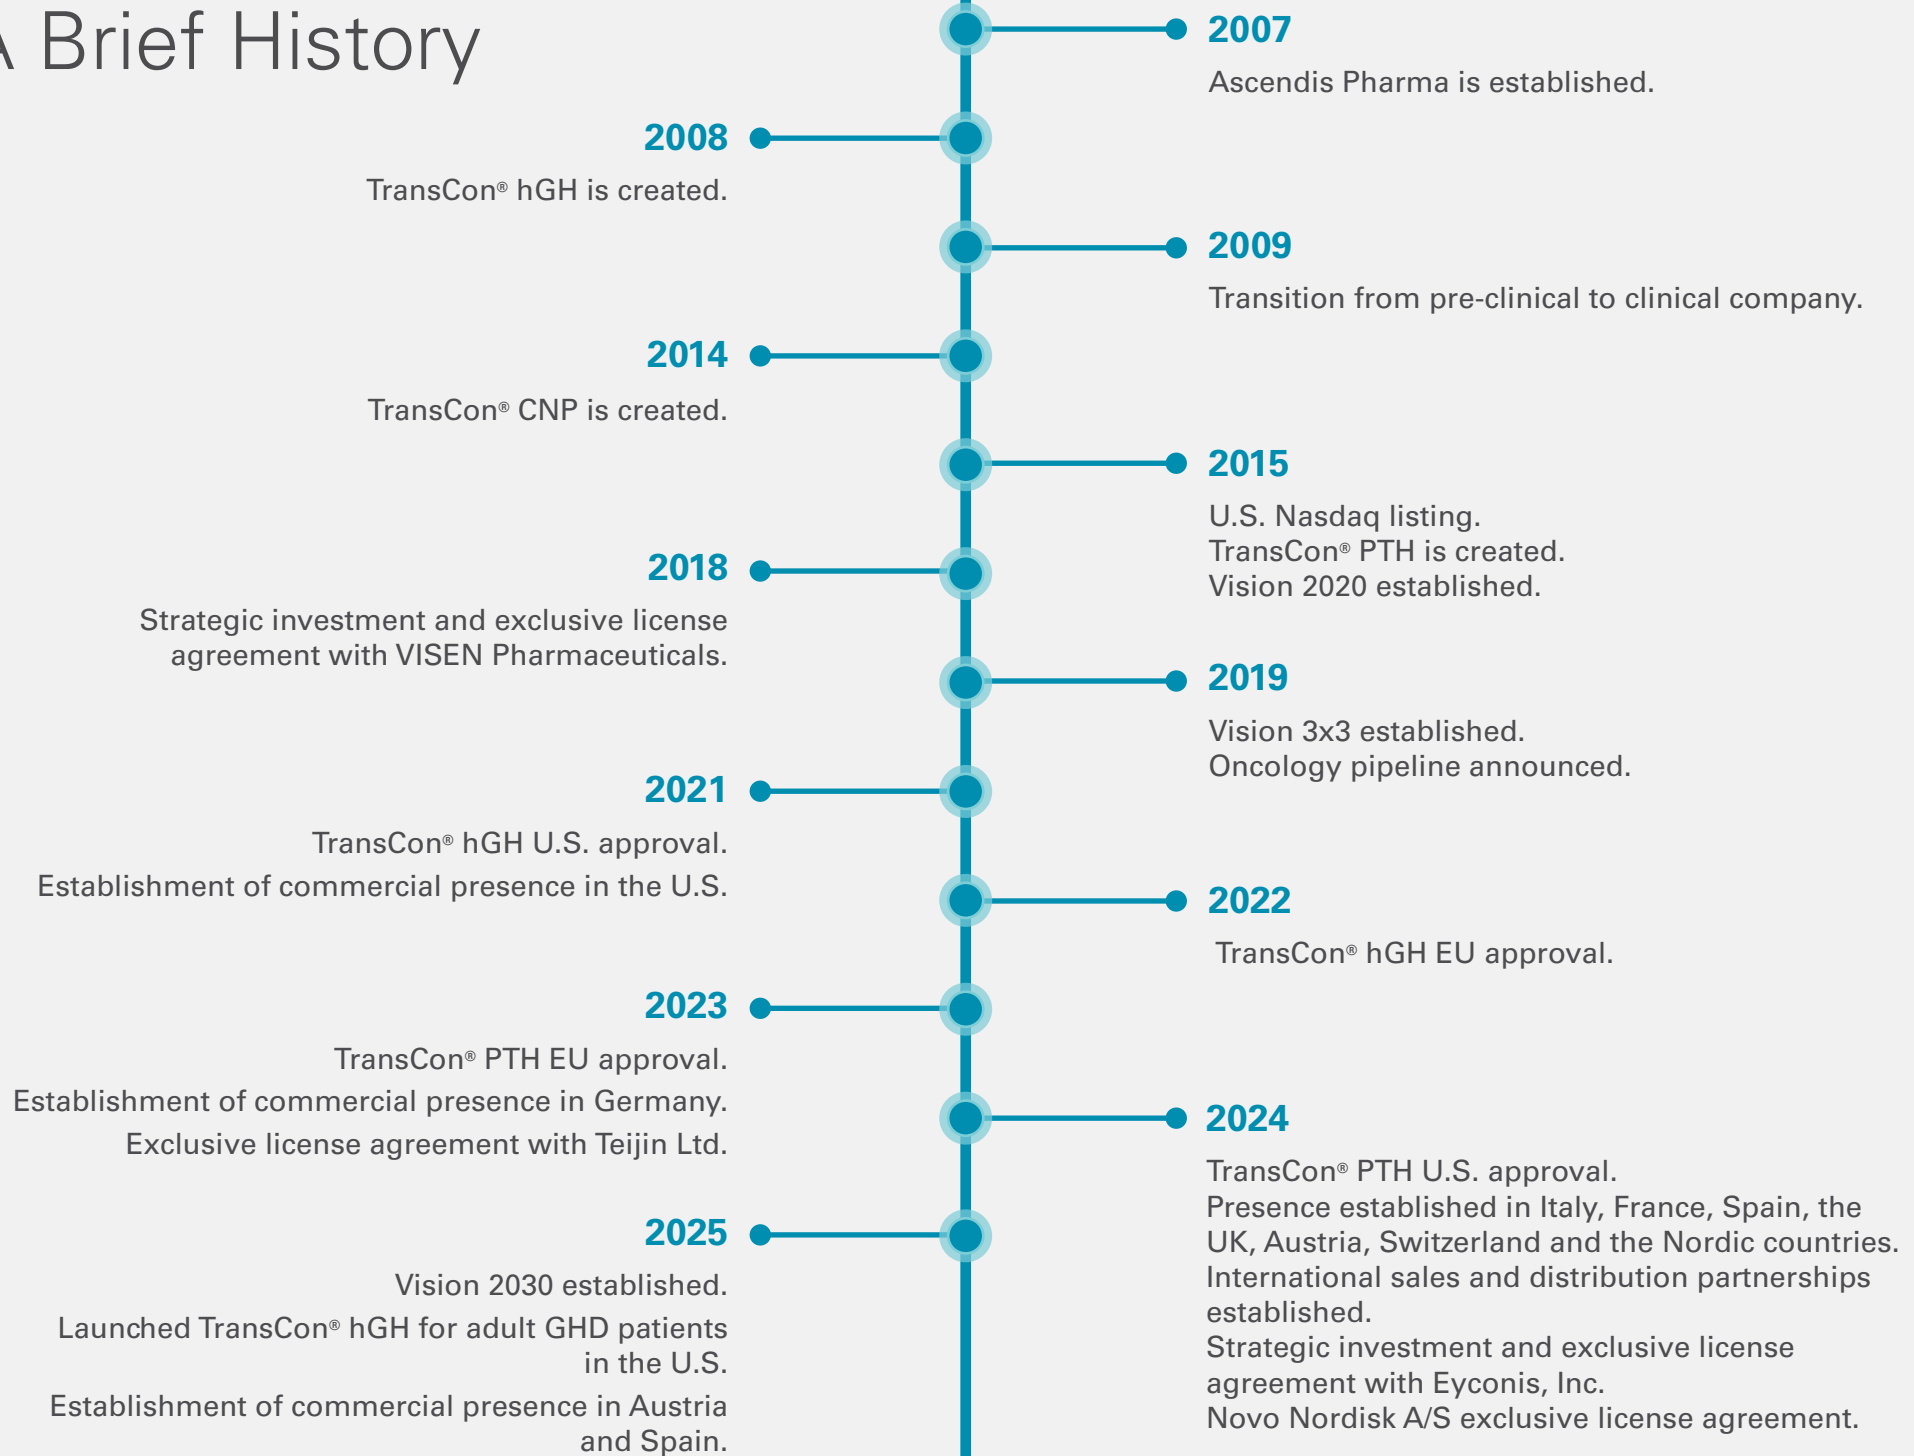 A Brief History
2007
Ascendis Pharma is established.
2008
TransCon® hGH is created.
2009
Transition from pre-clinical to clinical company.
2014
TransCon® CNP is created.
2015
U.S. Nasdaq listing.
TransCon® PTH is created.
Vision 2020 established.
2018
Strategic investment and exclusive license
agreement with VISEN Pharmaceuticals.
2019
Vision 3x3 established.
Oncology pipeline announced.
2021
TransCon® hGH U.S. approval.
Establishment of commercial presence in the U.S.
2022
TransCon® hGH EU approval.
2023
TransCon® PTH EU approval.
Establishment of commercial presence in Germany.
Exclusive license agreement with Teijin Ltd.
2024
TransCon® PTH U.S. approval.
Presence established in Italy, France, Spain, the
UK, Austria, Switzerland and the Nordic countries.
International sales and distribution partnerships
established.
Strategic investment and exclusive license
agreement with Eyconis, Inc.
Novo Nordisk A/S exclusive license agreement.
2025
Vision 2030 established.
Launched TransCon® hGH for adult GHD patients
in the U.S.
Establishment of commercial presence in Austria
and Spain.